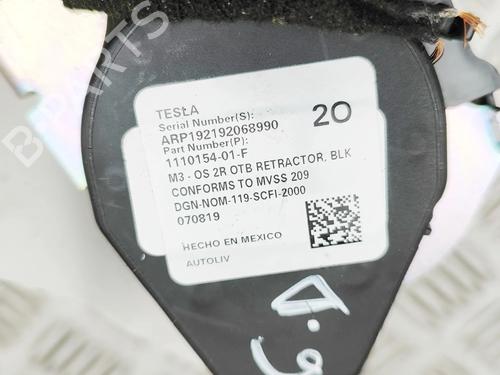 TESLA
Serial Number(S):
ARP192192068990
20
Part Number(P):
1110154-01-F
M3 - OS 2R OTB RETRACTOR, BLK
CONFORMS TO MVSS 209
DGN-NOM-119-SCFI-2000
070819
HECHO EN MEXICO
AUTOLIV
B-PARTS